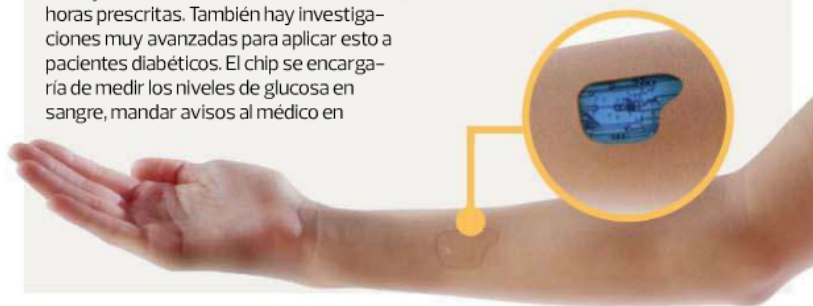 horas prescritas. También hay investiga-
ciones muy avanzadas para aplicar esto a
pacientes diabéticos. El chip se encarga-
ría de medir los niveles de glucosa en
sangre, mandar avisos al médico en